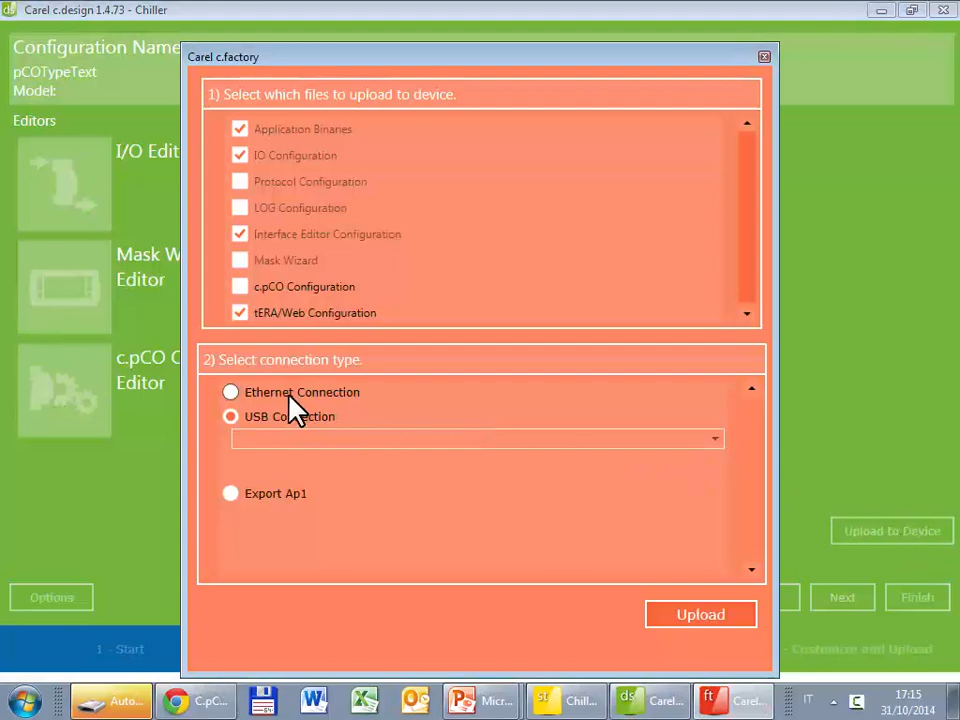 Carel c.design 1.4.73 - Chiller
Configuration Name
pCOTypeText
Model:
Editors
I/O Edit
Mask W
Editor
c.pCO C
Editor
Carel c.factory
1) Select which files to upload to device.
Application Binaries
IO Configuration
Protocol Configuration
LOG Configuration
Interface Editor Configuration
Mask Wizard
c.pCO Configuration
tERA/Web Configuration
2) Select connection type.
Ethernet Connection
USB Connection
Export Ap1
Upload
Upload to Device
Options
Next
Finish
1 - Start
- Customize and Upload
Auto...
C.pC...
Micr...
st
Chill...
ds
Carel...
ft
Carel...
IT
17:15
31/10/2014